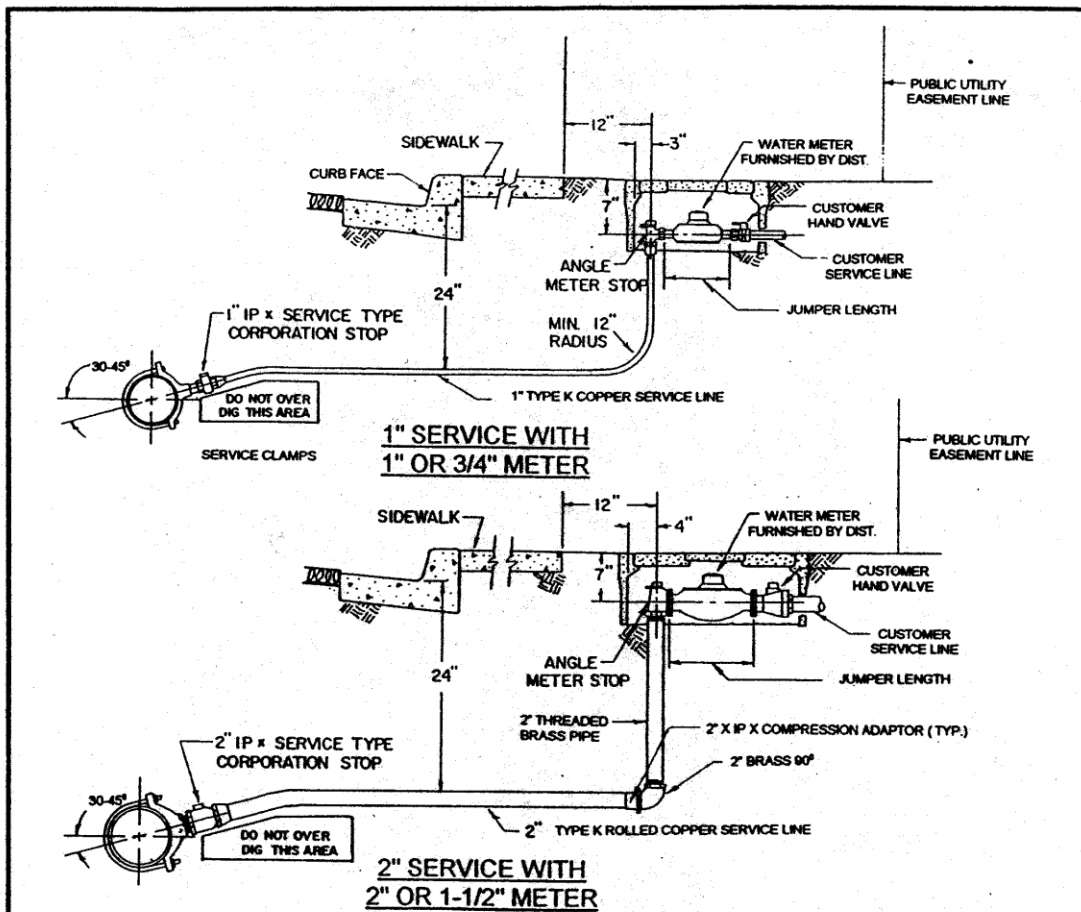 PUBLIC UTILITY
EASEMENT LINE
12"
3"
SIDEWALK
WATER METER
FURNISHED BY DIST.
CURB FACE
7"
CUSTOMER
HAND VALVE
ANGLE
METER STOP
CUSTOMER
SERVICE LINE
24"
JUMPER LENGTH
1" IP x SERVICE TYPE
CORPORATION STOP
MIN. 12"
RADIUS
30-45°
DO NOT OVER
DIG THIS AREA
1" TYPE K COPPER SERVICE LINE
SERVICE CLAMPS
1" SERVICE WITH
1" OR 3/4" METER
PUBLIC UTILITY
EASEMENT LINE
12"
SIDEWALK
4"
WATER METER
FURNISHED BY DIST.
7"
CUSTOMER
HAND VALVE
CUSTOMER
SERVICE LINE
ANGLE
METER STOP
24"
JUMPER LENGTH
2" THREADED
BRASS PIPE
2" X IP X COMPRESSION ADAPTOR (TYP.)
2" IP x SERVICE TYPE
CORPORATION STOP
2" BRASS 90°
30-45°
DO NOT OVER
DIG THIS AREA
2" TYPE K ROLLED COPPER SERVICE LINE
2" SERVICE WITH
2" OR 1-1/2" METER